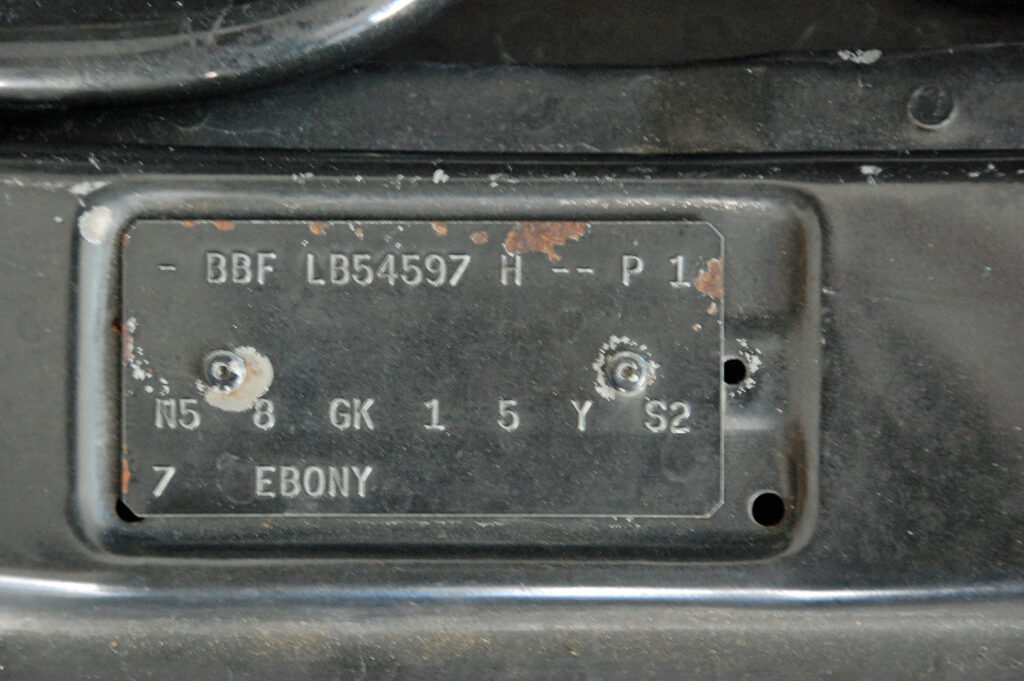 - BBF LB54597 H -- P 1
N5 8 GK 1 5 Y S2
7 EBONY